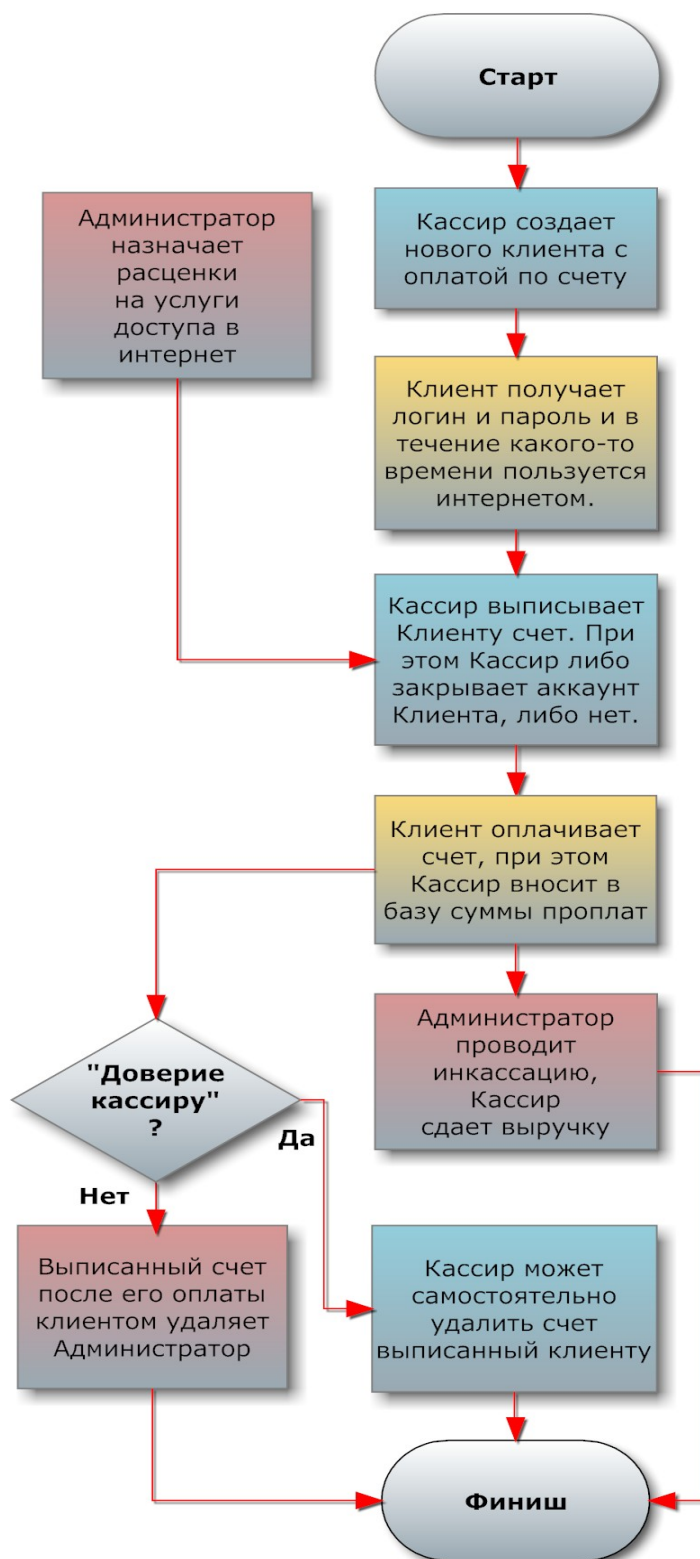 Старт
Кассир создает
нового клиента с
оплатой по счету
Администратор
назначает
расценки
на услуги
доступа в
интернет
Клиент получает
логин и пароль и в
течение какого-то
времени пользуется
интернетом.
Кассир выписывает
Клиенту счет. При
этом Кассир либо
закрывает аккаунт
Клиента, либо нет.
Клиент оплачивает
счет, при этом
Кассир вносит в
базу суммы проплат
Администратор
проводит
инкассацию,
Кассир
сдает выручку
"Доверие
кассиру"
?
Да
Нет
Выписанный счет
после его оплаты
клиентом удаляет
Администратор
Кассир может
самостоятельно
удалить счет
выписанный клиенту
Финиш